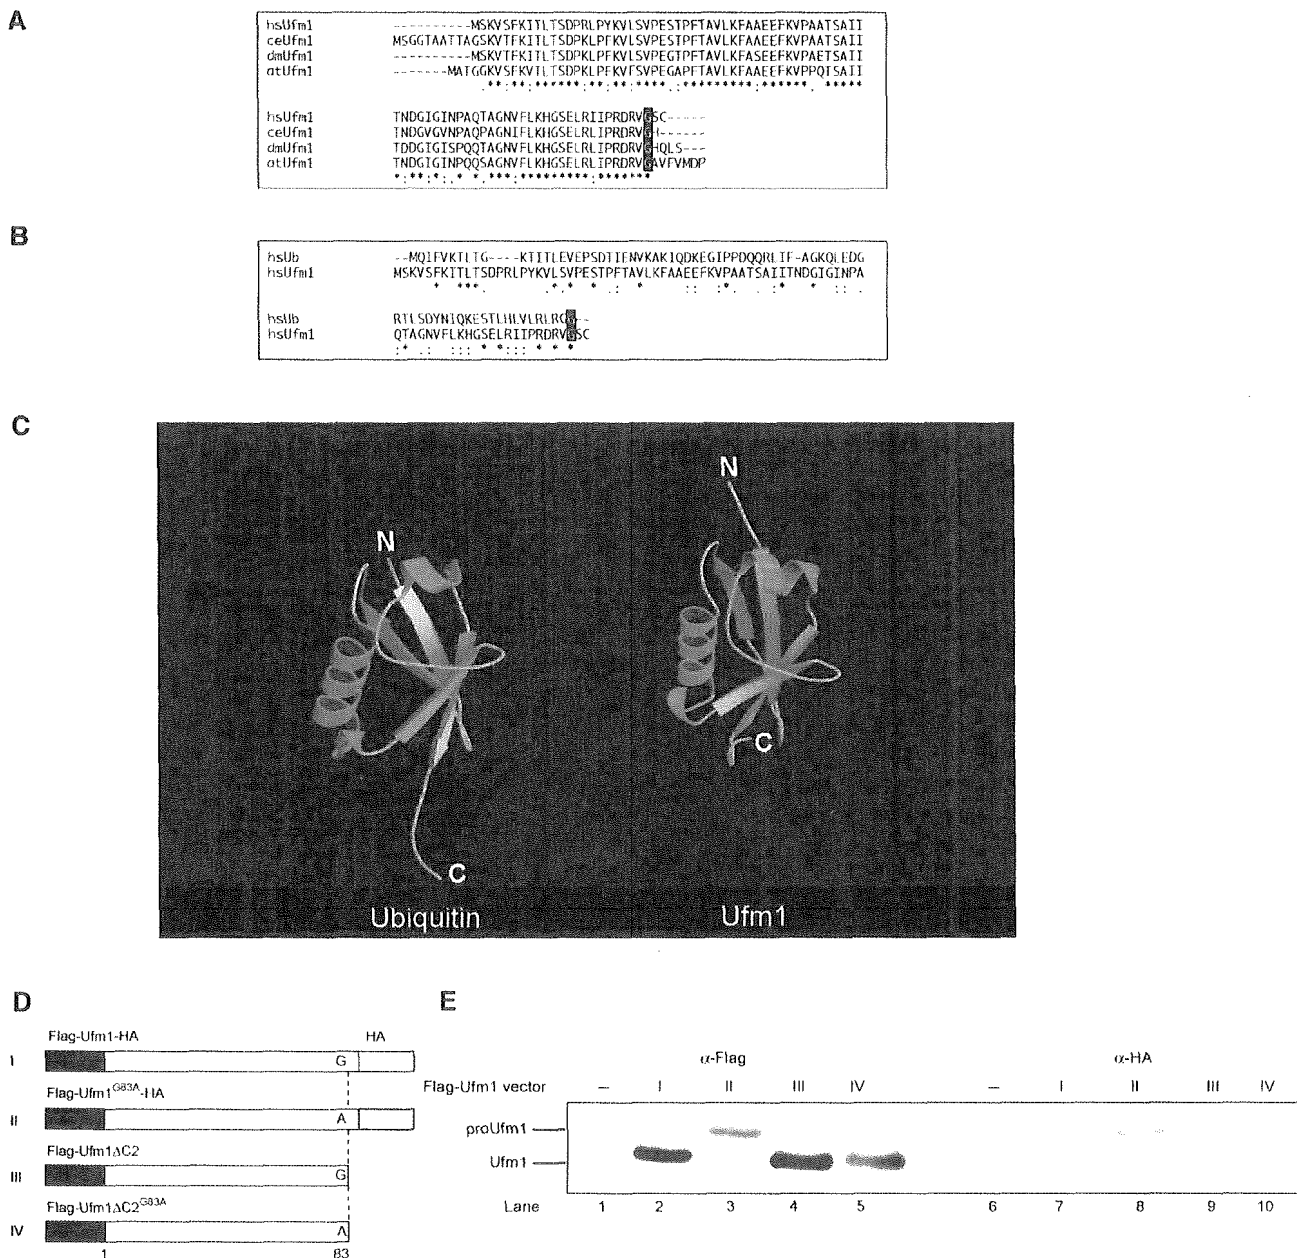 A
hsUfm1 ----------MSKVSFKITLTSDPRLPYKVLSVPESTPFTAVLKFAAEEFKVPAATSAII
ceUfm1 MSGGTAATTAGSKVTFKITLTSDPKLPFKVLSVPESTPFTAVLKFAAEEFKVPAATSAII
dmUfm1 ----------MSKVTFKITLTSDPKLPFKVLSVPEGTPFTAVLKFASEEFKVPAETSAII
atUfm1 -------MATGGKVSFKVTLTSDPKLPFKVFSVPEGAPFTAVLKFAAEEFKVPPQTSAII
hsUfm1 TNDGIGINPAQTAGNVFLKHGSELRIIPRDRVGSC-----
ceUfm1 TNDGVGVNPAQPAGNIFLKHGSELRLIPRDRVGH------
dmUfm1 TDDGIGISPQQTAGNVFLKHGSELRLIPRDRVGHQLS---
atUfm1 TNDGIGINPQQSAGNVFLKHGSELRLIPRDRVGAVFVMDP
B
hsUb --MQIFVKTLTG----KTITLEVEPSDTIENVKAKIQDKEGIPPDQQRLIF-AGKQLEDG
hsUfm1 MSKVSFKITLTSDPRLPYKVLSVPESTPFTAVLKFAAEEFKVPAATSAIITNDGIGINPA
hsUb RTLSDYNIQKESTLHLVLRLRGG--
hsUfm1 QTAGNVFLKHGSELRIIPRDRVGSC
C
N
N
C
C
Ubiquitin Ufm1
D
Flag-Ufm1-HA HA
I G
Flag-Ufm1G83A-HA
II A
Flag-Ufm1ΔC2
III G
Flag-Ufm1ΔC2G83A
IV A
1 83
E
α-Flag α-HA
Flag-Ufm1 vector – I II III IV – I II III IV
proUfm1
Ufm1
Lane 1 2 3 4 5 6 7 8 9 10